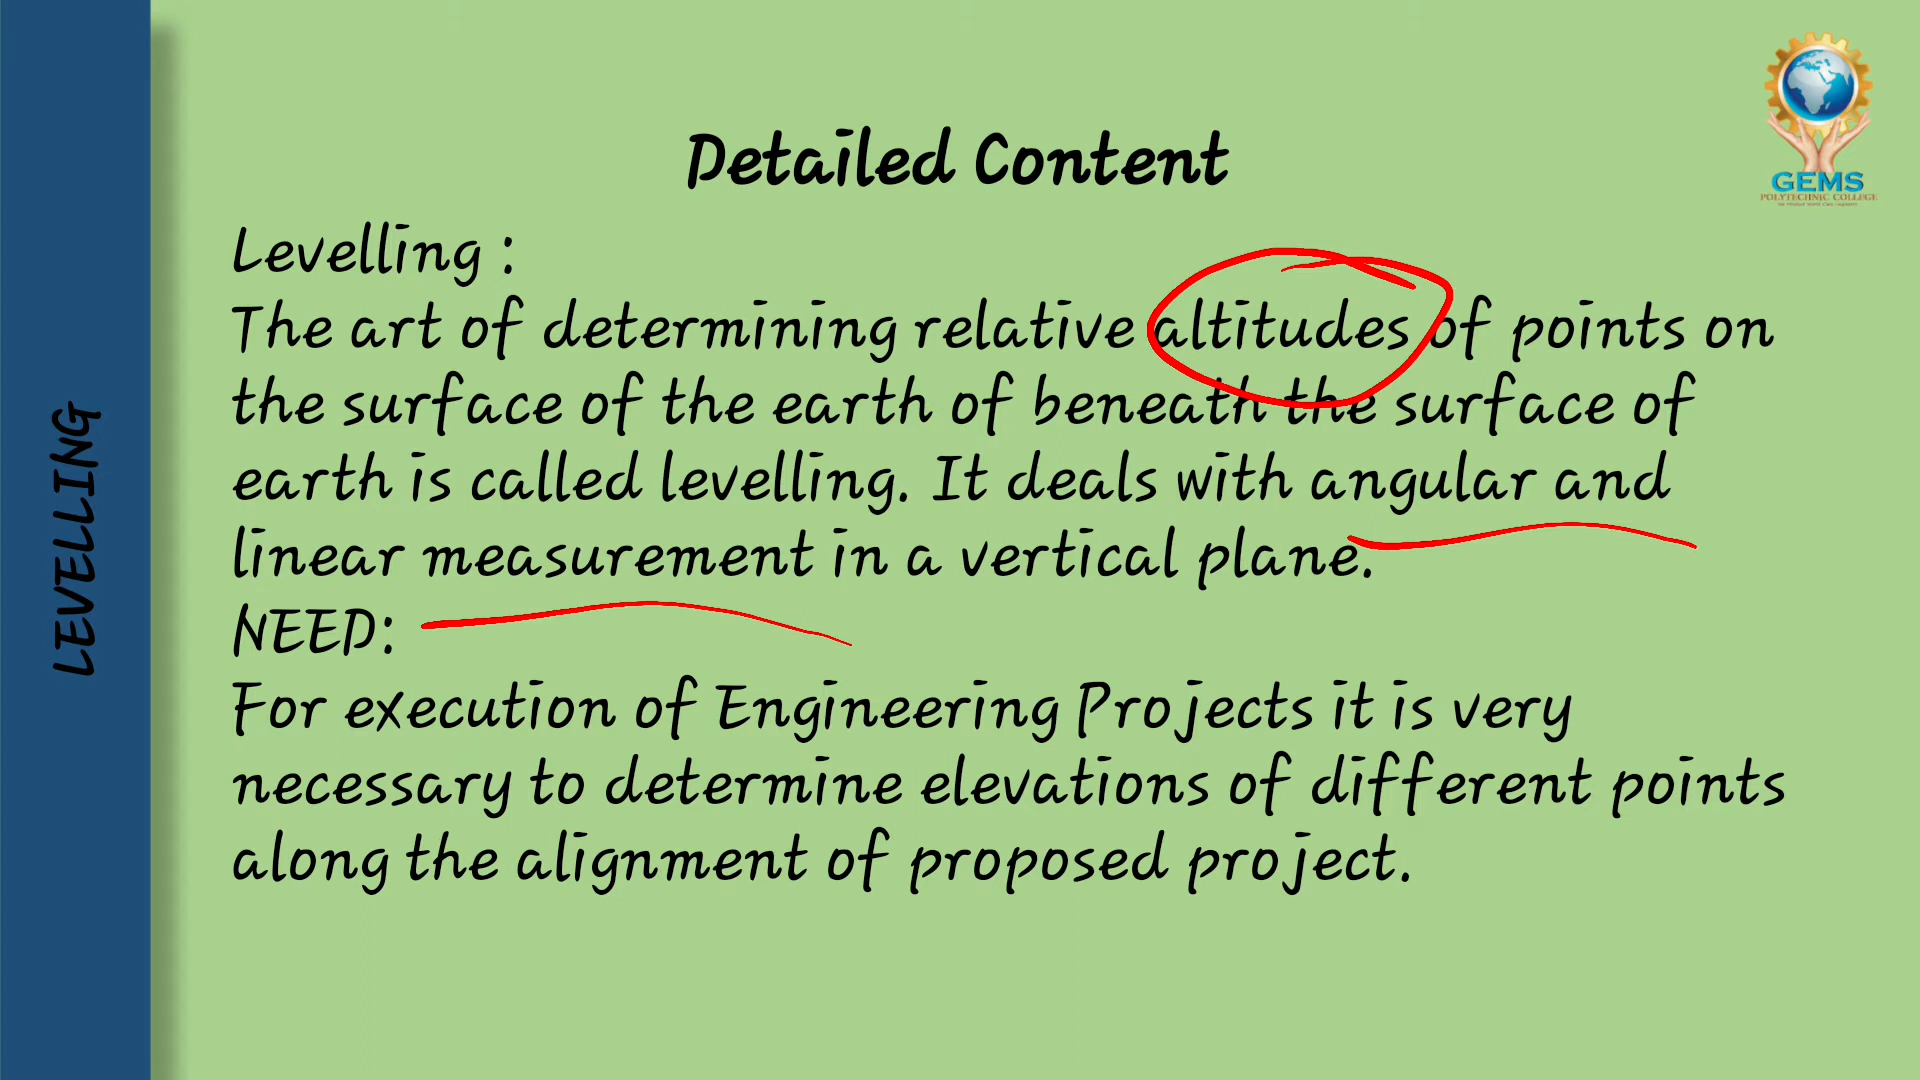 Detailed Content
GEMS
POLYTECHNIC COLLEGE
Levelling :
The art of determining relative altitudes of points on
the surface of the earth of beneath the surface of
earth is called levelling. It deals with angular and
linear measurement in a vertical plane.
NEED:
For execution of Engineering Projects it is very
necessary to determine elevations of different points
along the alignment of proposed project.
LEVELLING